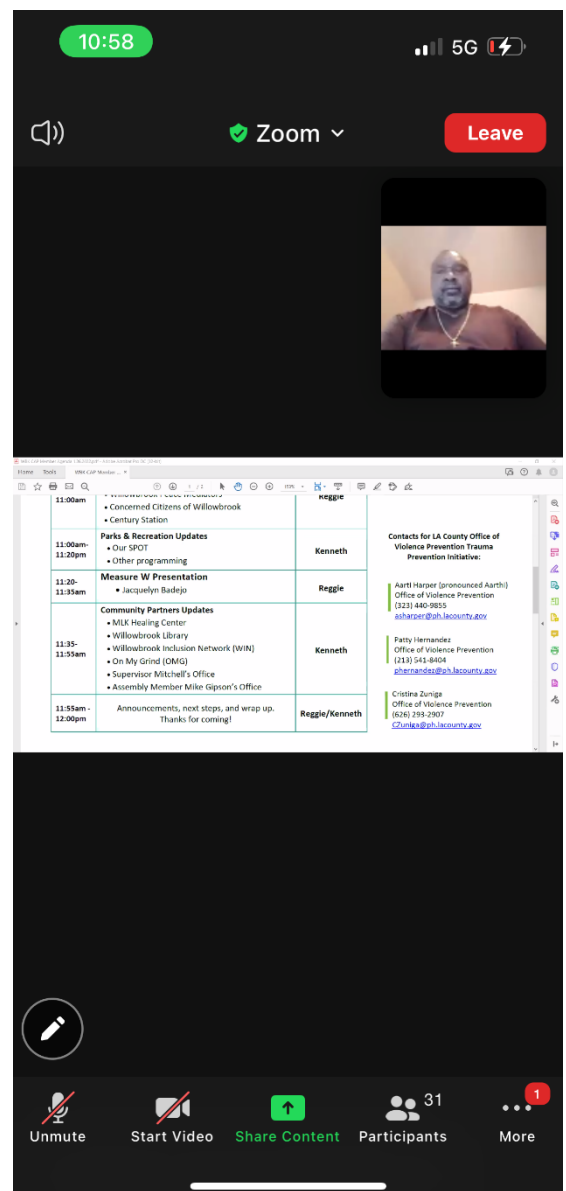 10:58
5G
Zoom
Leave
Home Tools
11:00am
• Willowbrook Peace Mediators
• Concerned Citizens of Willowbrook
• Century Station
Reggie
11:00am-
11:20pm
Parks & Recreation Updates
• Our SPOT
• Other programming
Kenneth
11:20-
11:35am
Measure W Presentation
• Jacquelyn Badejo
Reggie
11:35-
11:55am
Community Partners Updates
• MLK Healing Center
• Willowbrook Library
• Willowbrook Inclusion Network (WIN)
• On My Grind (OMG)
• Supervisor Mitchell's Office
• Assembly Member Mike Gipson's Office
Kenneth
11:55am -
12:00pm
Announcements, next steps, and wrap up.
Thanks for coming!
Reggie/Kenneth
Contacts for LA County Office of
Violence Prevention Trauma
Prevention Initiative:
Aarti Harper (pronounced Aarthi)
Office of Violence Prevention
(323) 440-9855
asharper@ph.lacounty.gov
Patty Hernandez
Office of Violence Prevention
(213) 541-8404
phernandez@ph.lacounty.gov
Cristina Zuniga
Office of Violence Prevention
(626) 293-2907
CZuniga@ph.lacounty.gov
31
1
Unmute
Start Video
Share Content
Participants
More